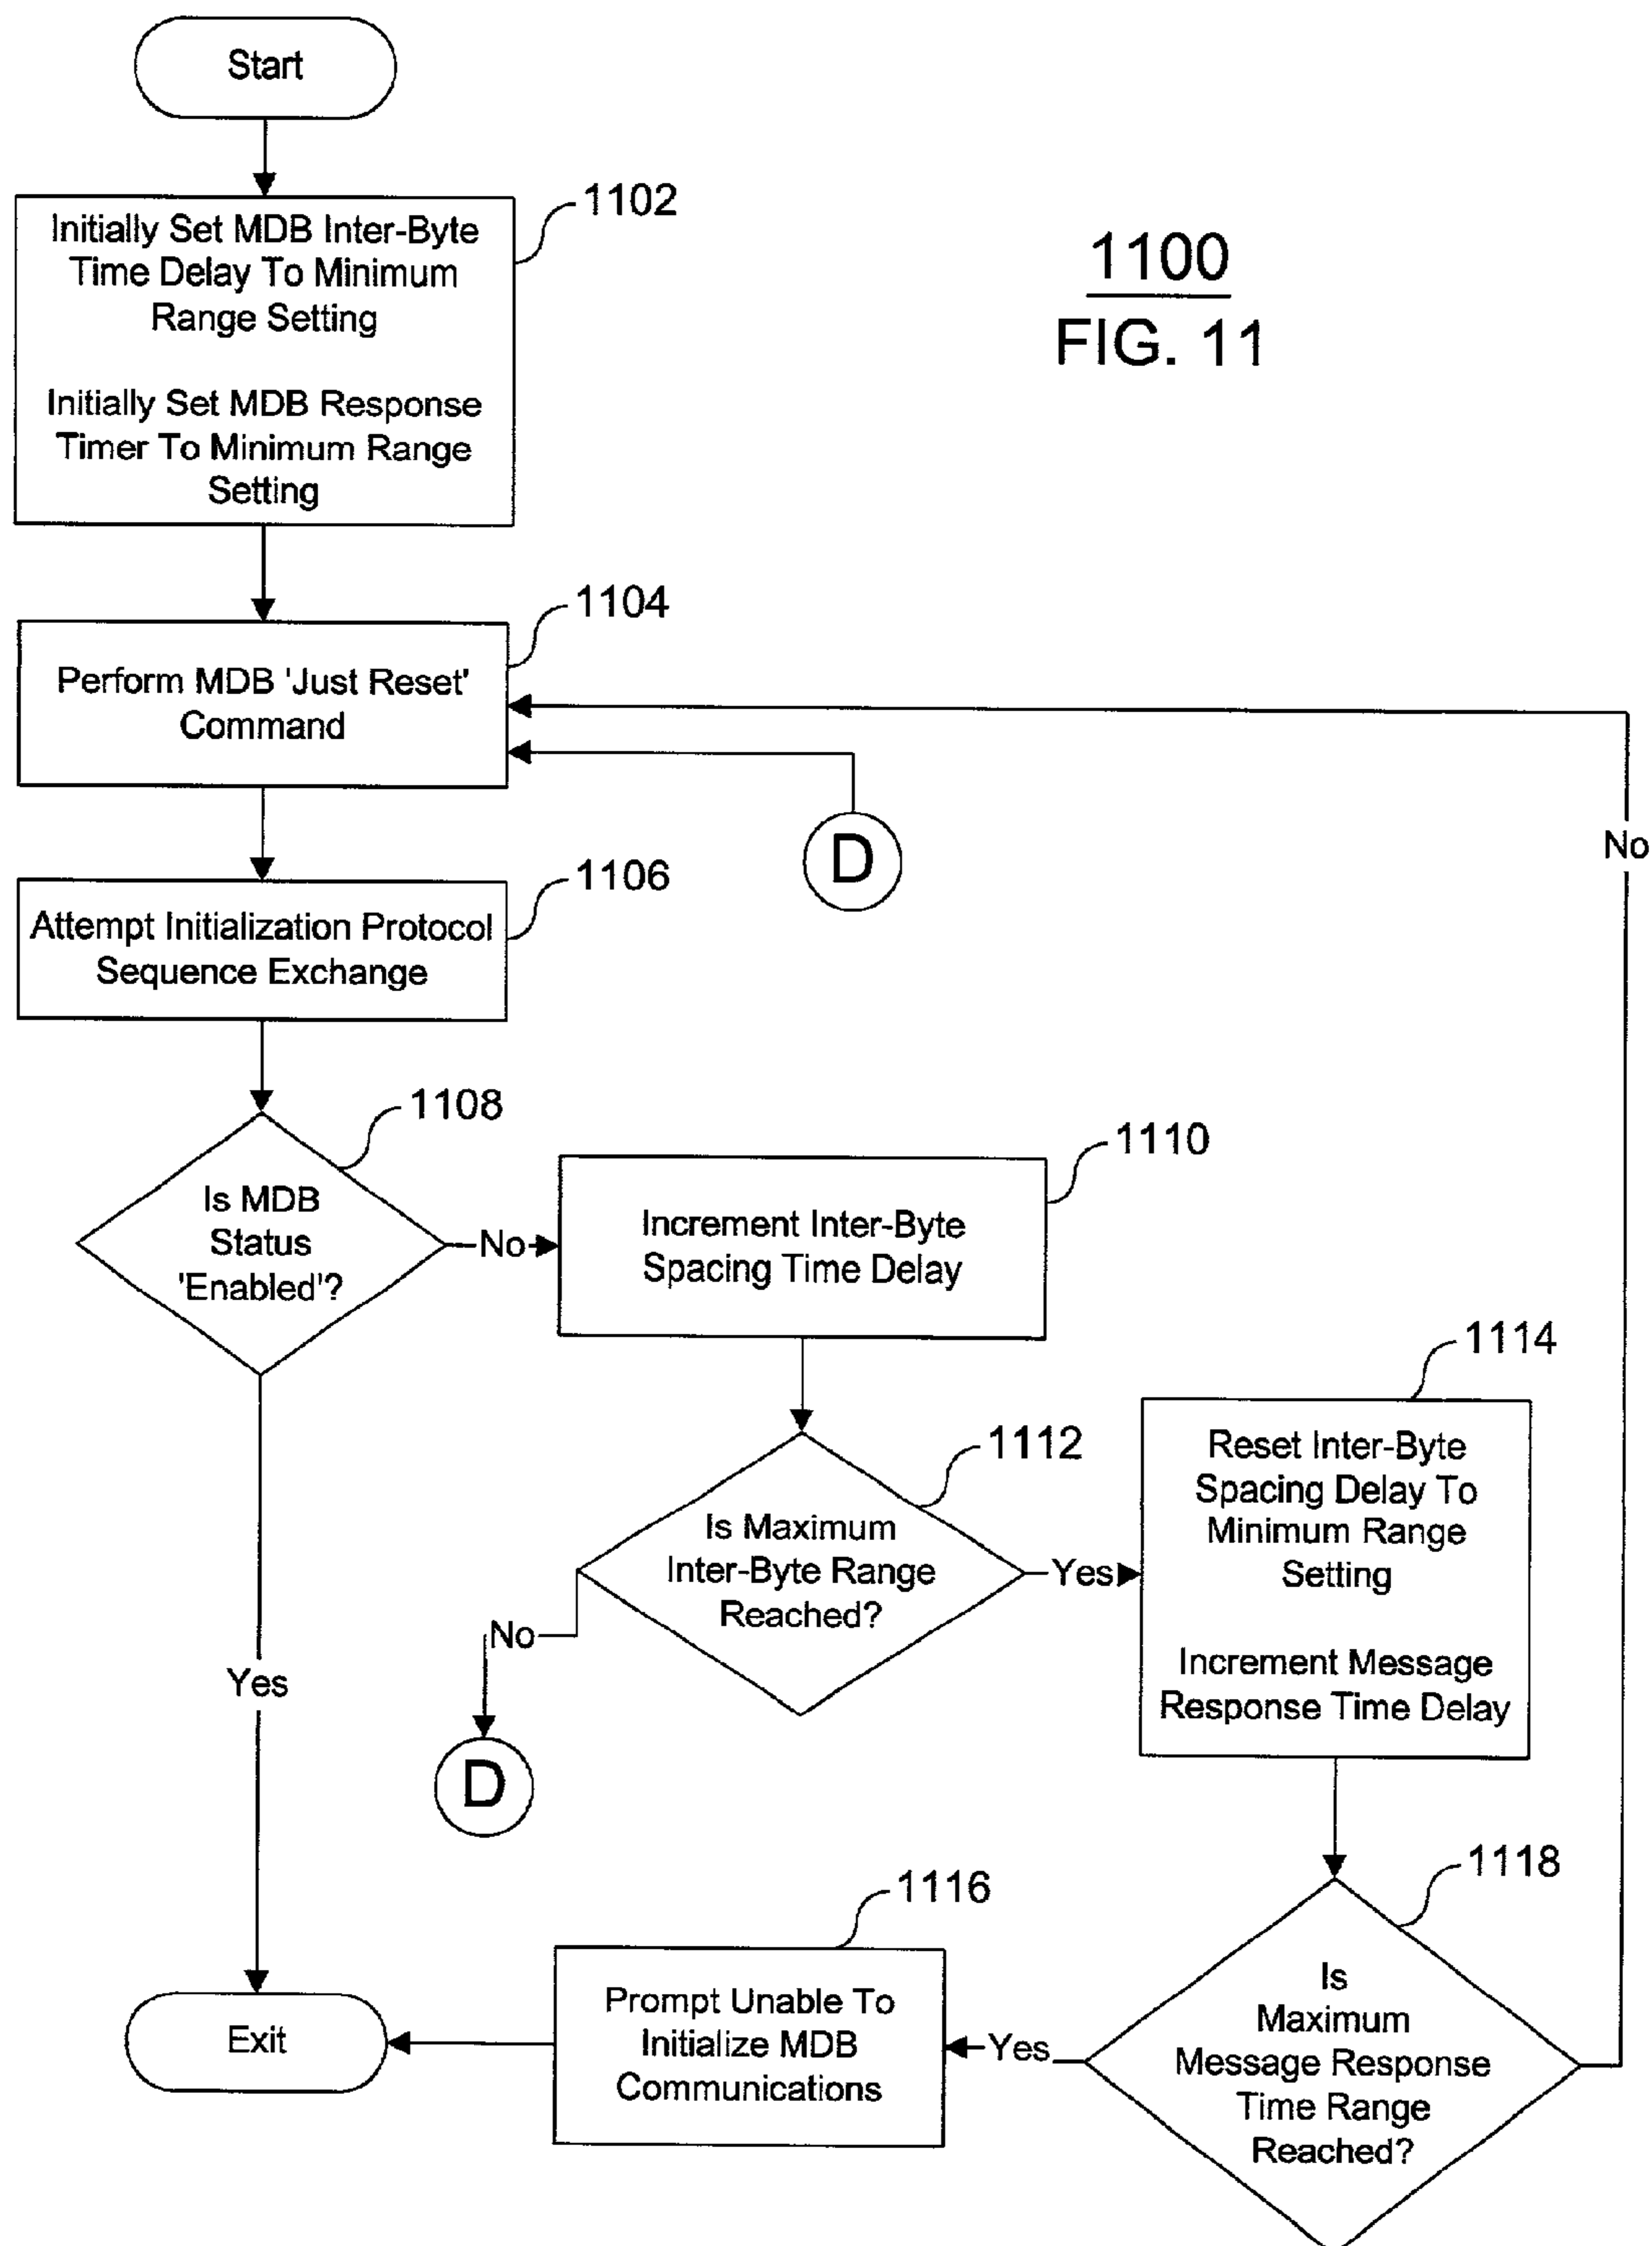 Start
1102
Initially Set MDB Inter-Byte
Time Delay To Minimum
Range Setting
Initially Set MDB Response
Timer To Minimum Range
Setting
1100
FIG. 11
1104
Perform MDB 'Just Reset'
Command
D
No
1106
Attempt Initialization Protocol
Sequence Exchange
1108
Is MDB
Status
'Enabled'?
No
1110
Increment Inter-Byte
Spacing Time Delay
1112
Is Maximum
Inter-Byte Range
Reached?
Yes
No
D
1114
Reset Inter-Byte
Spacing Delay To
Minimum Range
Setting
Increment Message
Response Time Delay
Yes
1118
Is
Maximum
Message Response
Time Range
Reached?
Yes
1116
Prompt Unable To
Initialize MDB
Communications
Exit